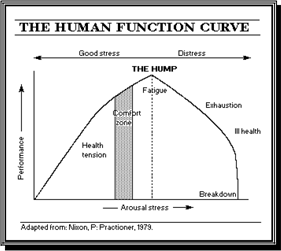 THE HUMAN FUNCTION CURVE
Good stress Distress
THE HUMP
Fatigue
Comfort
zone
Exhaustion
Health
tension
Ill health
Breakdown
Performance
Arousal stress
Adapted from: Nixon, P: Practioner, 1979.